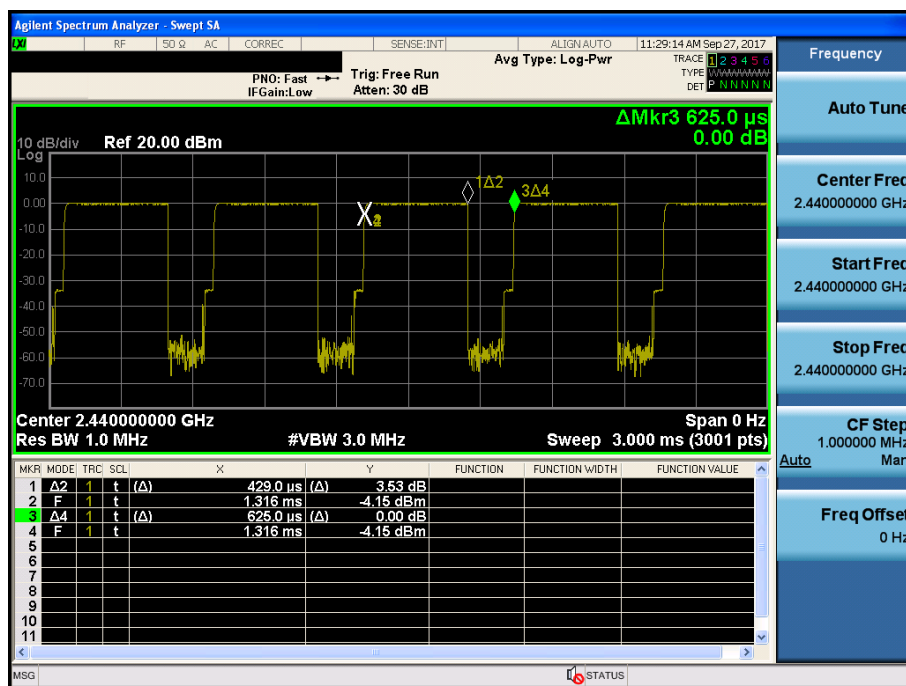 Agilent Spectrum Analyzer - Swept SA
LXI RF 50 Ω AC CORREC SENSE:INT ALIGN AUTO 11:29:14 AM Sep 27, 2017
Frequency
Avg Type: Log-Pwr
TRACE 1 2 3 4 5 6
PNO: Fast Trig: Free Run
TYPE WWWWWW
IFGain:Low Atten: 30 dB
DET P N N N N N
Auto Tune
ΔMkr3 625.0 µs
10 dB/div Ref 20.00 dBm 0.00 dB
Log
10.0
1Δ2
3Δ4
0.00
2
-10.0
-20.0
-30.0
-40.0
-50.0
-60.0
-70.0
Center Freq
2.440000000 GHz
Start Freq
2.440000000 GHz
Stop Freq
2.440000000 GHz
Center 2.440000000 GHz Span 0 Hz
Res BW 1.0 MHz #VBW 3.0 MHz Sweep 3.000 ms (3001 pts)
CF Step
1.000000 MHz
Auto Man
MKR MODE TRC SCL X Y FUNCTION FUNCTION WIDTH FUNCTION VALUE
1 Δ2 1 t (Δ) 429.0 µs (Δ) 3.53 dB
2 F 1 t 1.316 ms -4.15 dBm
3 Δ4 1 t (Δ) 625.0 µs (Δ) 0.00 dB
4 F 1 t 1.316 ms -4.15 dBm
5
6
7
8
9
10
11
Freq Offset
0 Hz
MSG STATUS